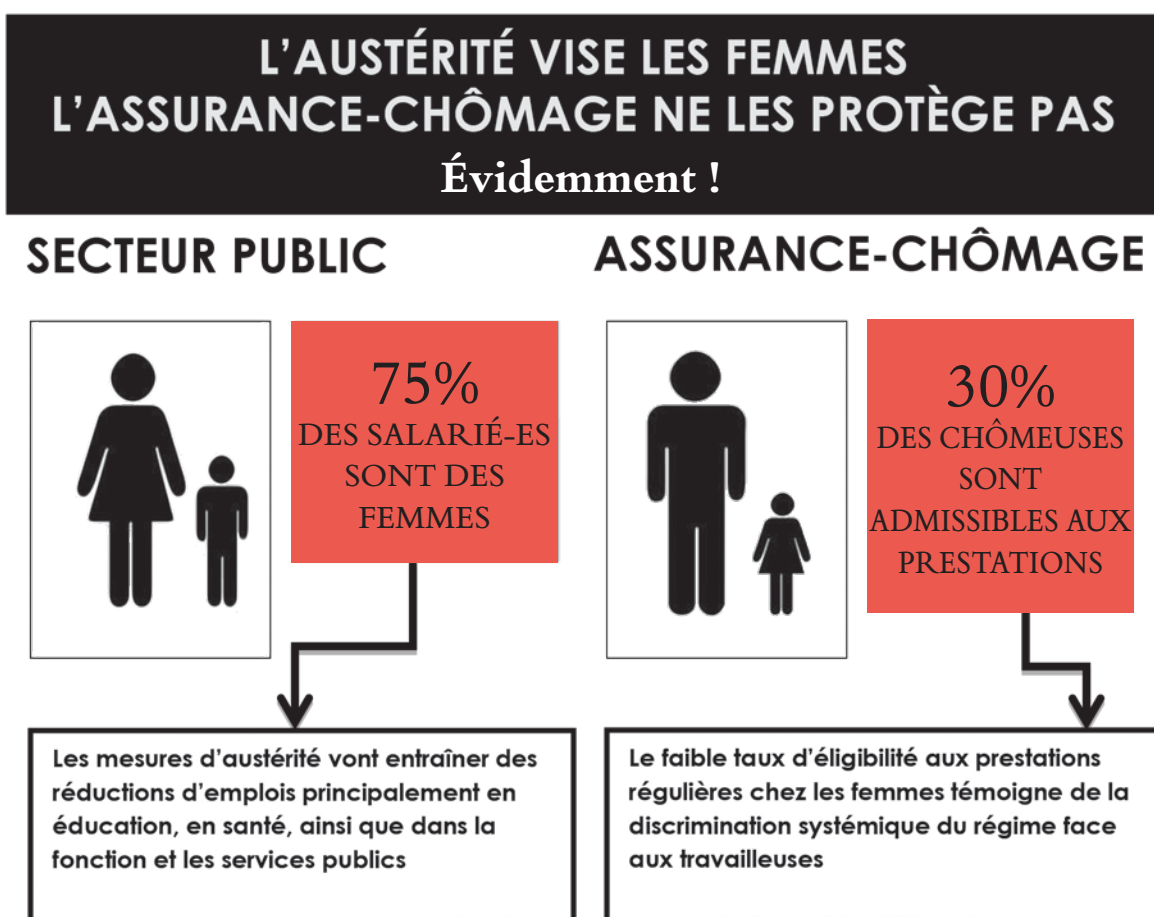 L'AUSTÉRITÉ VISE LES FEMMES
L'ASSURANCE-CHÔMAGE NE LES PROTÈGE PAS
Évidemment !
SECTEUR PUBLIC
75%
DES SALARIÉ-ES
SONT DES
FEMMES
Les mesures d'austérité vont entraîner des
réductions d'emplois principalement en
éducation, en santé, ainsi que dans la
fonction et les services publics
ASSURANCE-CHÔMAGE
30%
DES CHÔMEUSES
SONT
ADMISSIBLES AUX
PRESTATIONS
Le faible taux d'éligibilité aux prestations
régulières chez les femmes témoigne de la
discrimination systémique du régime face
aux travailleuses